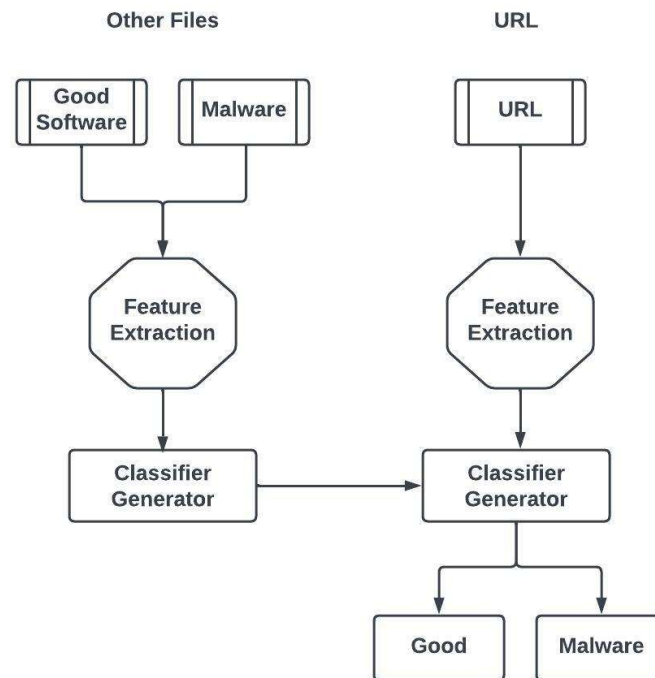 Other Files
URL
Good
Software
Malware
URL
Feature
Extraction
Feature
Extraction
Classifier
Generator
Classifier
Generator
Good
Malware